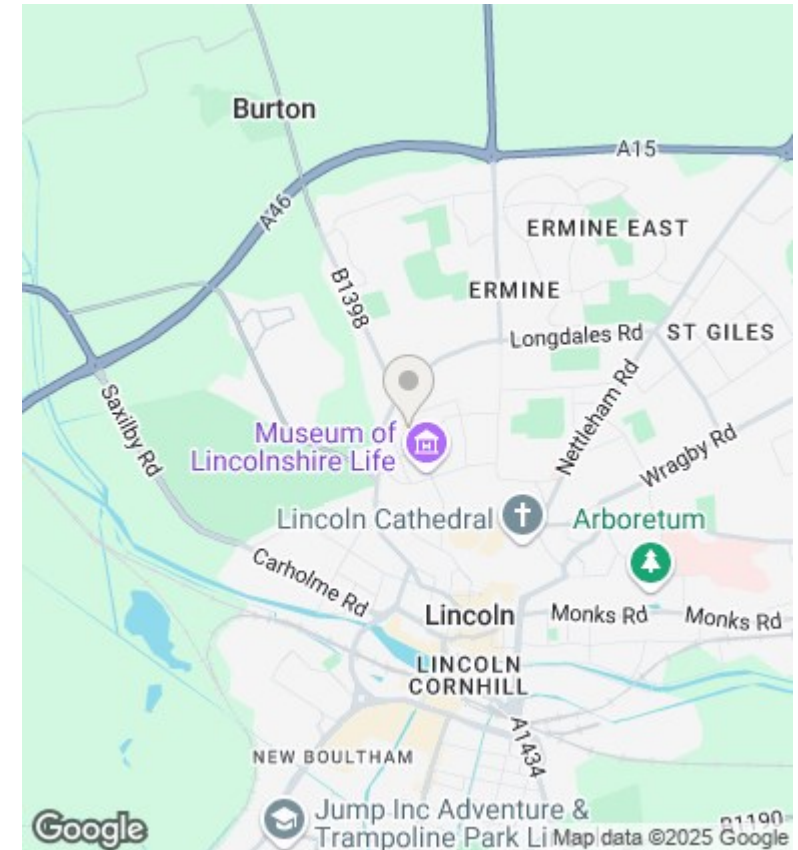 Burton
A15
A46
ERMINE EAST
B1398
ERMINE
Longdales Rd
ST GILES
Saxilby Rd
Nettleham Rd
Museum of
Lincolnshire Life
Wragby Rd
Lincoln Cathedral
Arboretum
Carholme Rd
Lincoln
Monks Rd
Monks Rd
LINCOLN
CORNHILL
A1434
NEW BOULTHAM
Jump Inc Adventure &
Trampoline Park
B1190
Google
Map data ©2025 Google